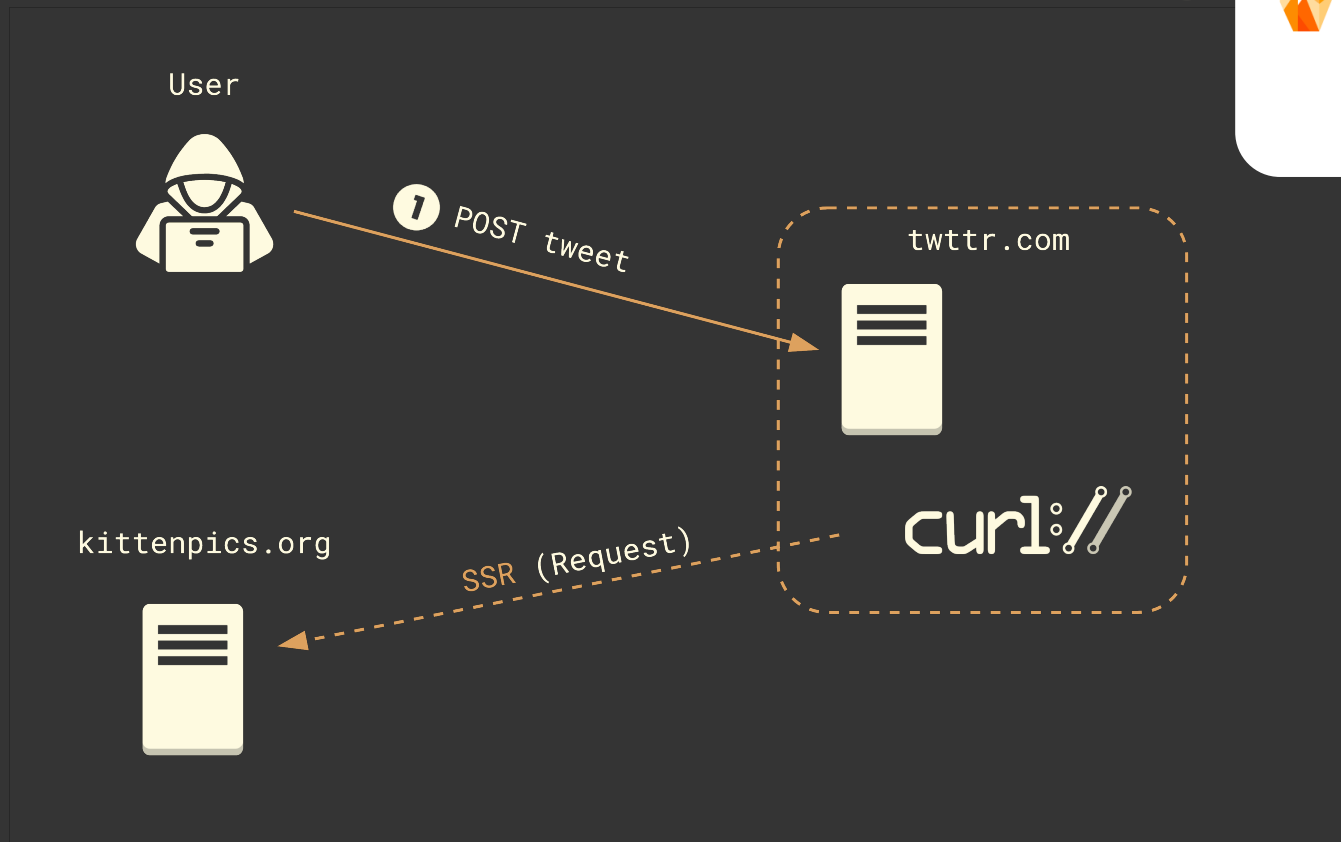 User
1 POST tweet
twttr.com
curl://
kittenpics.org
SSR (Request)